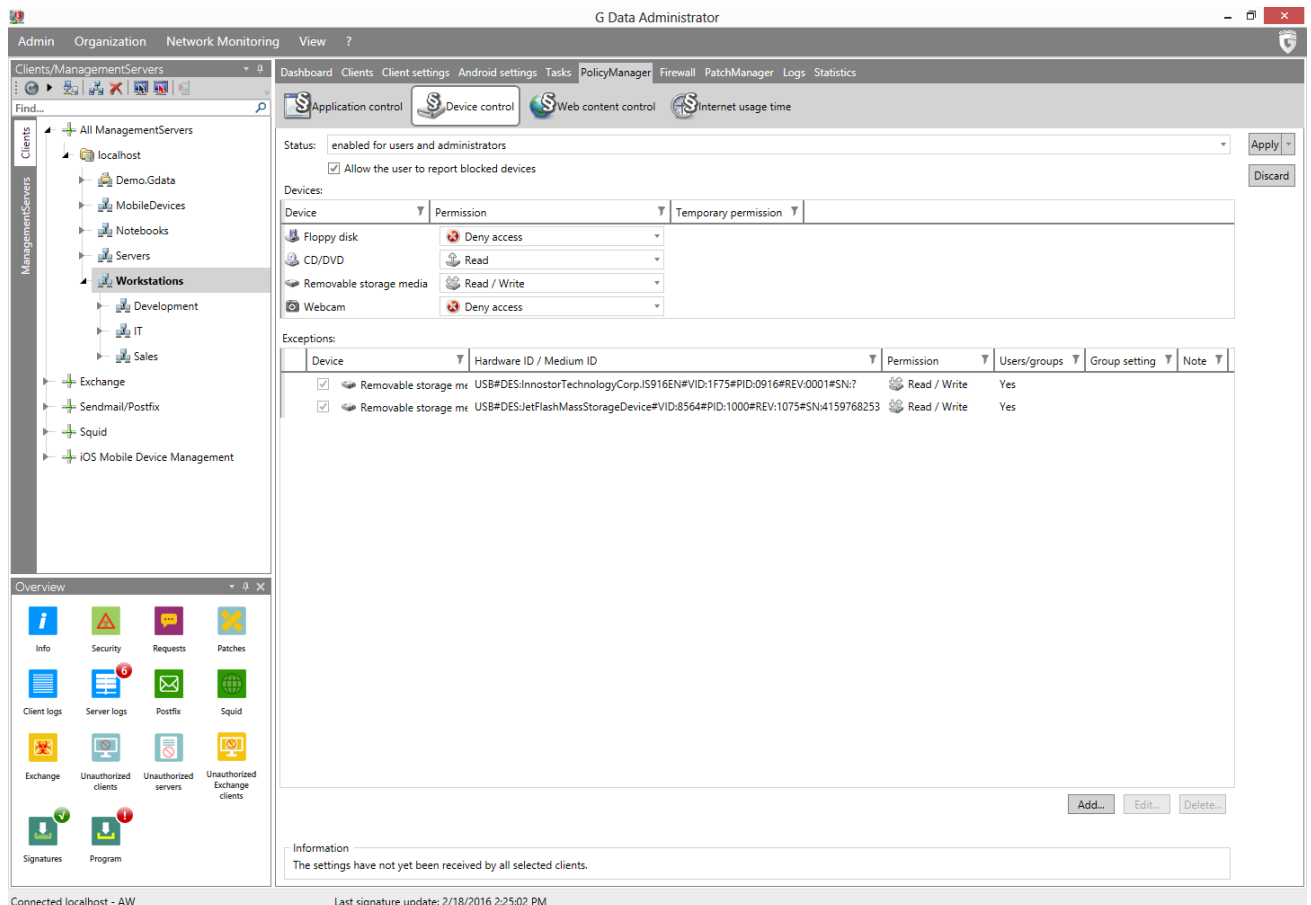 G Data Administrator
Admin Organization Network Monitoring View ?
G DATA
Clients/ManagementServers
Find...
Clients
ManagementServers
All ManagementServers
localhost
Demo.Gdata
MobileDevices
Notebooks
Servers
Workstations
Development
IT
Sales
Exchange
Sendmail/Postfix
Squid
iOS Mobile Device Management
Overview
Info Security Requests Patches
6
Client logs Server logs Postfix Squid
Exchange Unauthorized clients Unauthorized servers Unauthorized Exchange clients
Signatures Program
Dashboard Clients Client settings Android settings Tasks PolicyManager Firewall PatchManager Logs Statistics
Application control Device control Web content control Internet usage time
Status: enabled for users and administrators
Apply
Allow the user to report blocked devices
Discard
Devices:
Device Permission Temporary permission
Floppy disk Deny access
CD/DVD Read
Removable storage media Read / Write
Webcam Deny access
Exceptions:
Device Hardware ID / Medium ID Permission Users/groups Group setting Note
Removable storage me USB#DES:InnostorTechnologyCorp.IS916EN#VID:1F75#PID:0916#REV:0001#SN:? Read / Write Yes
Removable storage me USB#DES:JetFlashMassStorageDevice#VID:8564#PID:1000#REV:1075#SN:4159768253 Read / Write Yes
Add... Edit... Delete...
Information
The settings have not yet been received by all selected clients.
Connected localhost - AW Last signature update: 2/18/2016 2:25:02 PM